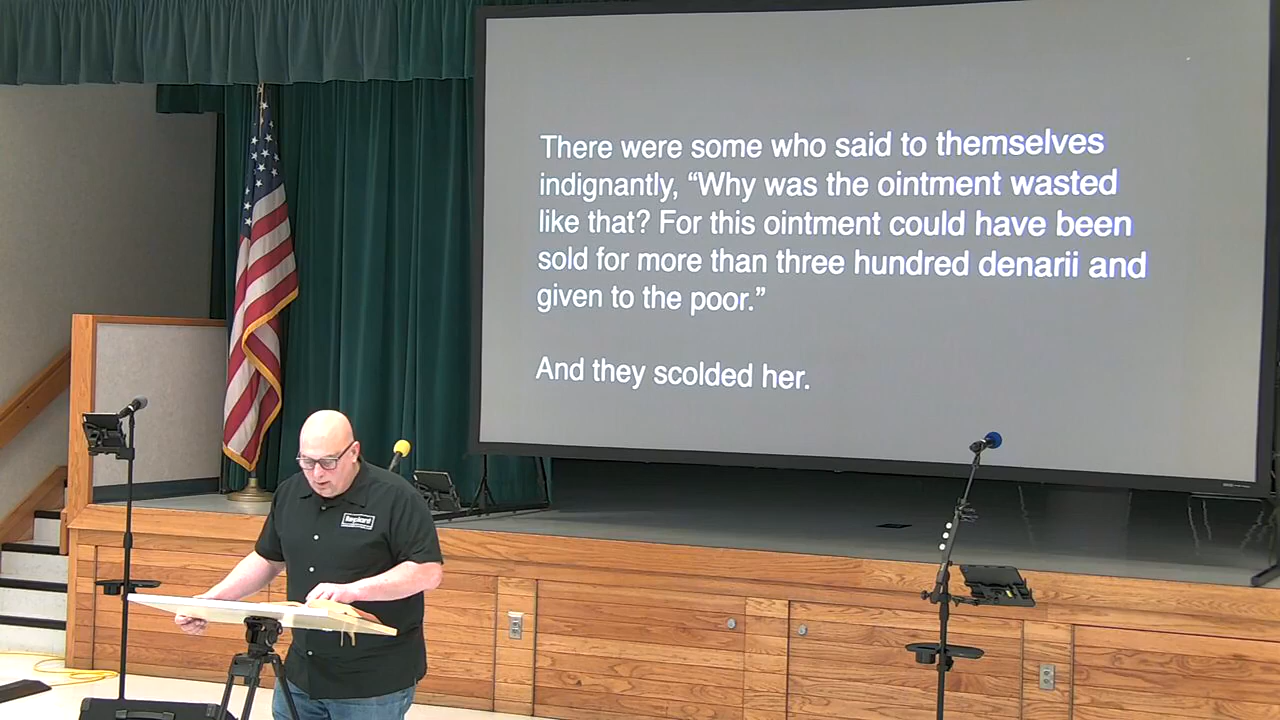 There were some who said to themselves
indignantly, “Why was the ointment wasted
like that? For this ointment could have been
sold for more than three hundred denarii and
given to the poor.”
And they scolded her.